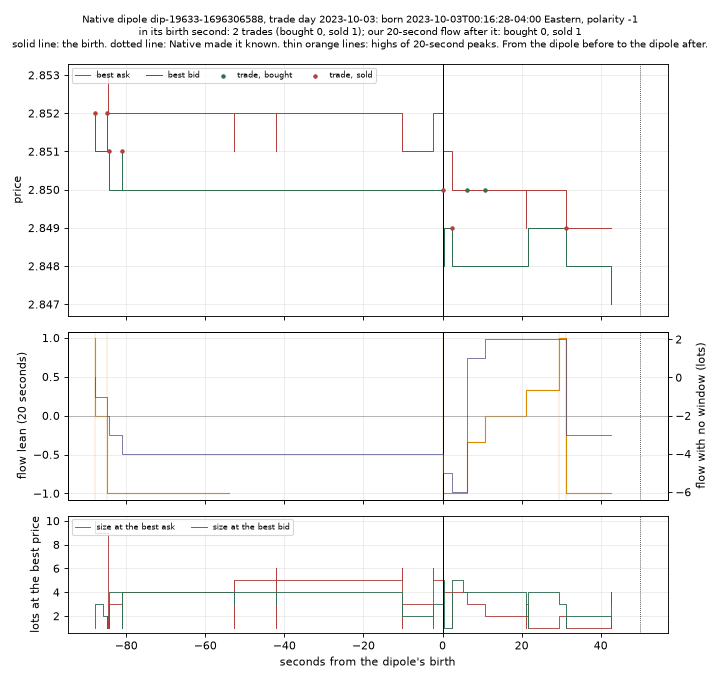 Native dipole dip-19633-1696306588, trade day 2023-10-03: born 2023-10-03T00:16:28-04:00 Eastern, polarity -1
in its birth second: 2 trades (bought 0, sold 1); our 20-second flow after it: bought 0, sold 1
solid line: the birth. dotted line: Native made it known. thin orange lines: highs of 20-second peaks. From the dipole before to the dipole after.
best ask
best bid
trade, bought
trade, sold
2.853
2.852
2.851
2.850
2.849
2.848
2.847
price
1.0
0.5
0.0
−0.5
−1.0
flow lean (20 seconds)
2
0
−2
−4
−6
flow with no window (lots)
size at the best ask
size at the best bid
10
8
6
4
2
lots at the best price
−80
−60
−40
−20
0
20
40
seconds from the dipole's birth